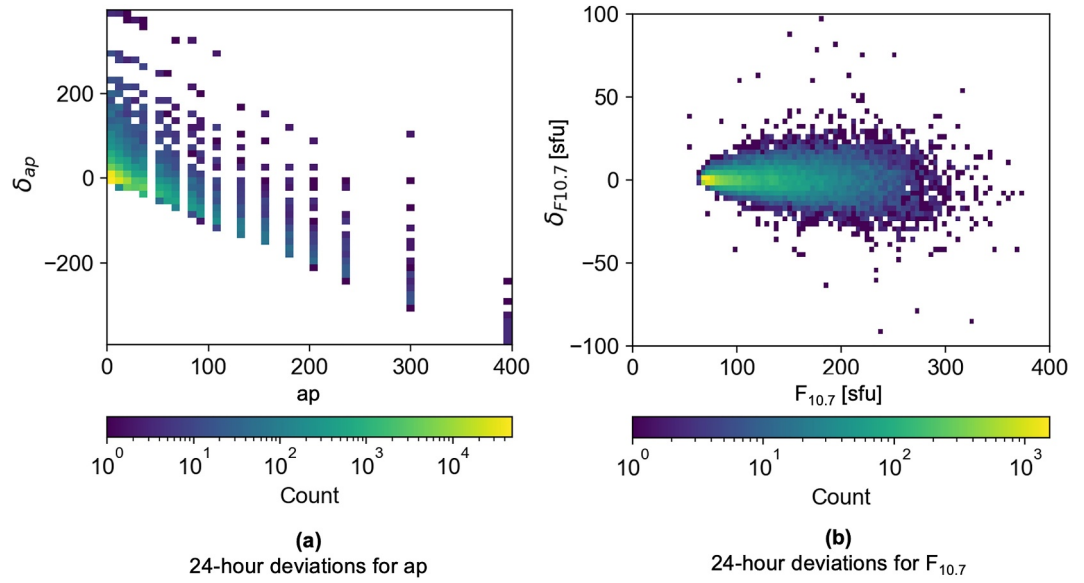 200
0
−200
δap
0 100 200 300 400
ap
10⁰ 10¹ 10² 10³ 10⁴
Count
(a)
24-hour deviations for ap
100
50
0
−50
−100
δF10.7 [sfu]
0 100 200 300 400
F₁₀.₇ [sfu]
10⁰ 10¹ 10² 10³
Count
(b)
24-hour deviations for F₁₀.₇